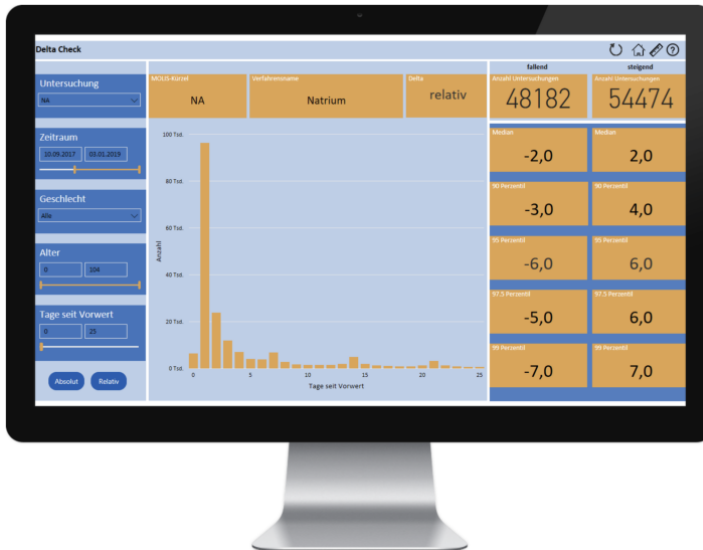 Delta Check
Untersuchung
NA
Zeitraum
10.09.2017 03.01.2019
Geschlecht
Alle
Alter
0 104
Tage seit Vorwert
0 25
Absolut Relativ
MOLIS-Kürzel
NA
Verfahrensname
Natrium
Delta
relativ
100 Tsd.
80 Tsd.
60 Tsd.
40 Tsd.
20 Tsd.
0 Tsd.
Anzahl
0 5 10 15 20 25
Tage seit Vorwert
fallend steigend
Anzahl Untersuchungen Anzahl Untersuchungen
48182 54474
Median Median
-2,0 2,0
90 Perzentil 90 Perzentil
-3,0 4,0
95 Perzentil 95 Perzentil
-6,0 6,0
97.5 Perzentil 97.5 Perzentil
-5,0 6,0
99 Perzentil 99 Perzentil
-7,0 7,0